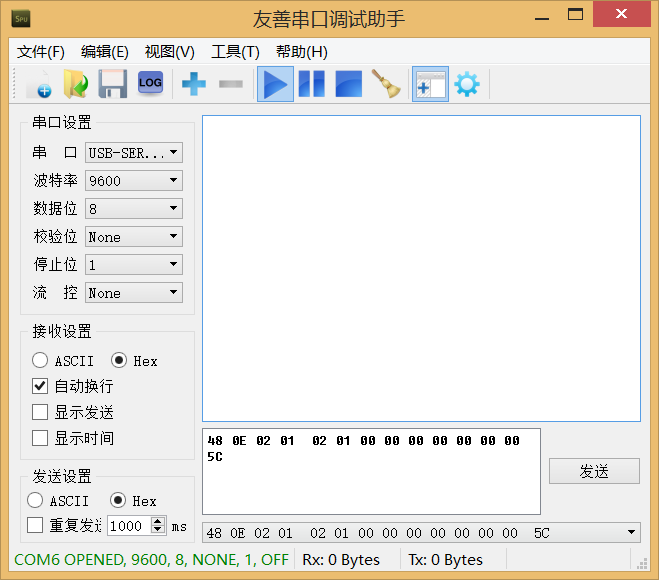 友善串口调试助手
文件(F) 编辑(E) 视图(V) 工具(T) 帮助(H)
LOG
串口设置
串 口 USB-SER...
波特率 9600
数据位 8
校验位 None
停止位 1
流 控 None
接收设置
ASCII Hex
自动换行
显示发送
显示时间
48 0E 02 01 02 01 00 00 00 00 00 00 00
5C
发送
发送设置
ASCII Hex
重复发送 1000 ms
48 0E 02 01 02 01 00 00 00 00 00 00 00 5C
COM6 OPENED, 9600, 8, NONE, 1, OFF Rx: 0 Bytes Tx: 0 Bytes